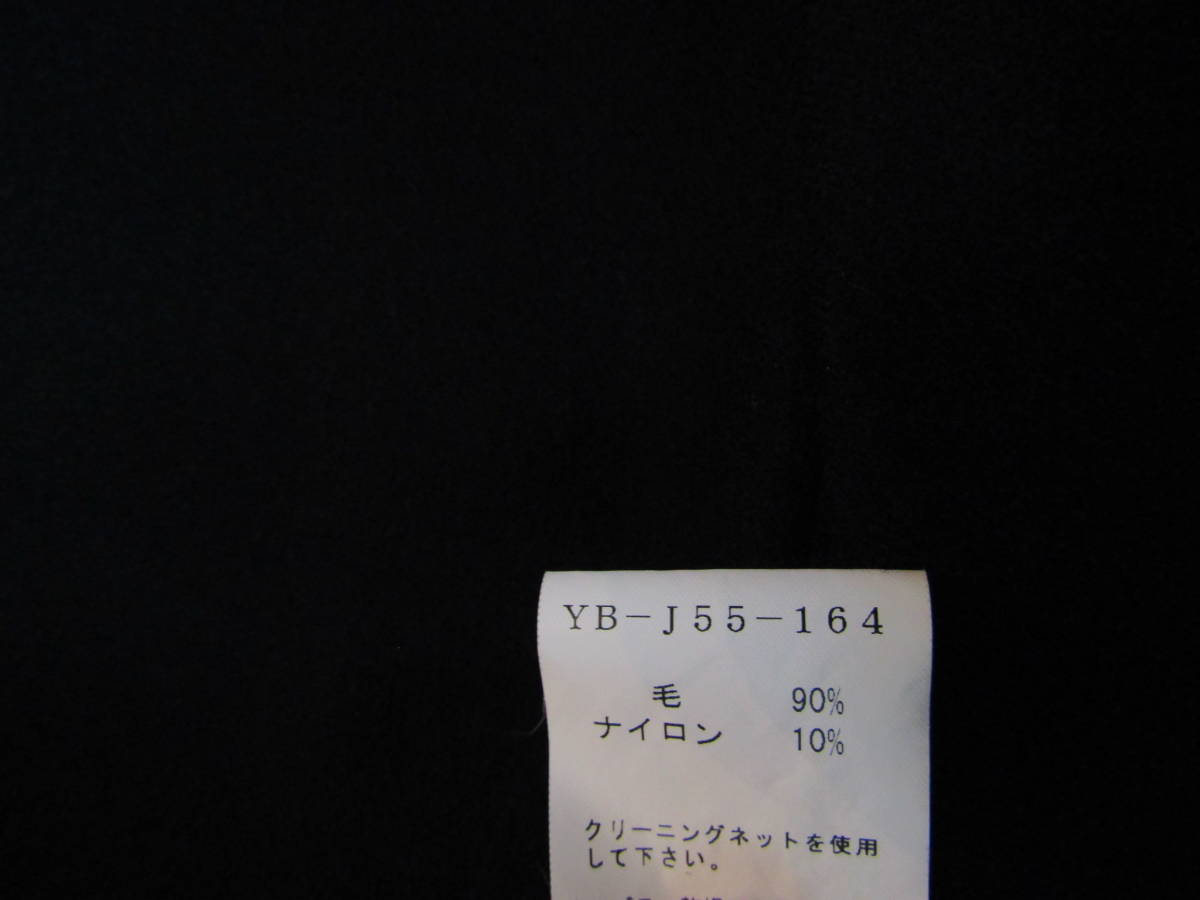 YB-J55-164
毛 90%
ナイロン 10%
クリーニングネットを使用
して下さい。